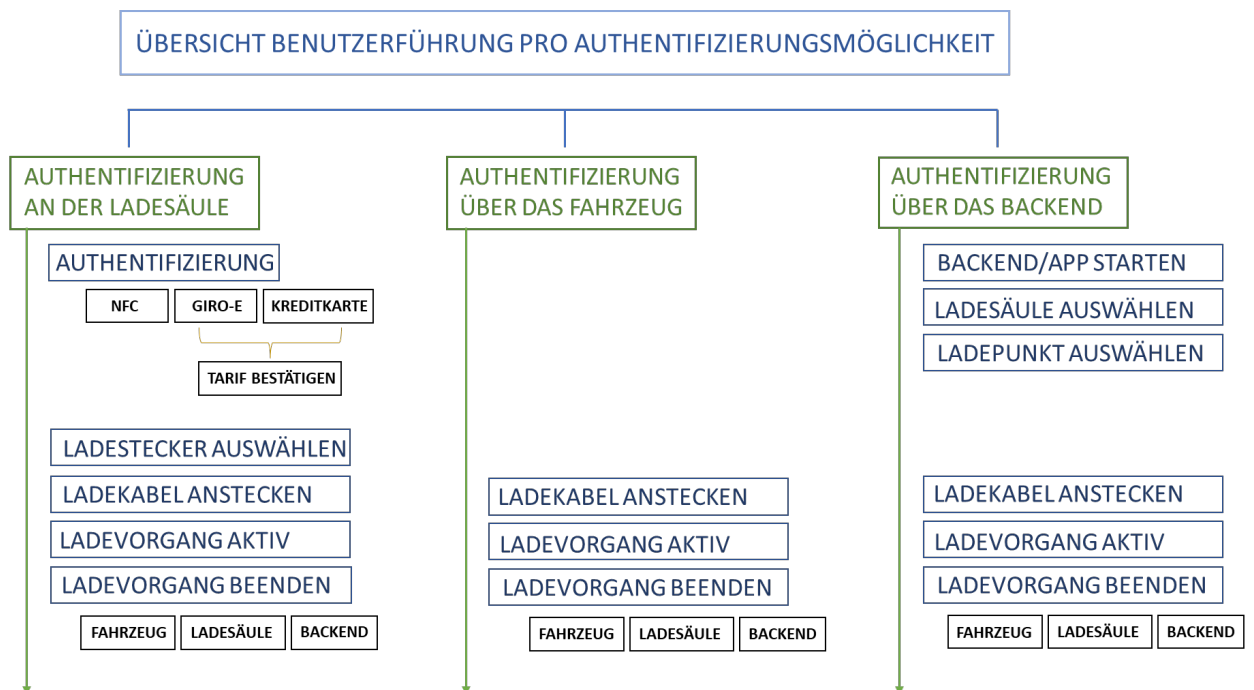 ÜBERSICHT BENUTZERFÜHRUNG PRO AUTHENTIFIZIERUNGSMÖGLICHKEIT
AUTHENTIFIZIERUNG
AN DER LADESÄULE
AUTHENTIFIZIERUNG
NFC
GIRO-E
KREDITKARTE
TARIF BESTÄTIGEN
LADESTECKER AUSWÄHLEN
LADEKABEL ANSTECKEN
LADEVORGANG AKTIV
LADEVORGANG BEENDEN
FAHRZEUG
LADESÄULE
BACKEND
AUTHENTIFIZIERUNG
ÜBER DAS FAHRZEUG
LADEKABEL ANSTECKEN
LADEVORGANG AKTIV
LADEVORGANG BEENDEN
FAHRZEUG
LADESÄULE
BACKEND
AUTHENTIFIZIERUNG
ÜBER DAS BACKEND
BACKEND/APP STARTEN
LADESÄULE AUSWÄHLEN
LADEPUNKT AUSWÄHLEN
LADEKABEL ANSTECKEN
LADEVORGANG AKTIV
LADEVORGANG BEENDEN
FAHRZEUG
LADESÄULE
BACKEND